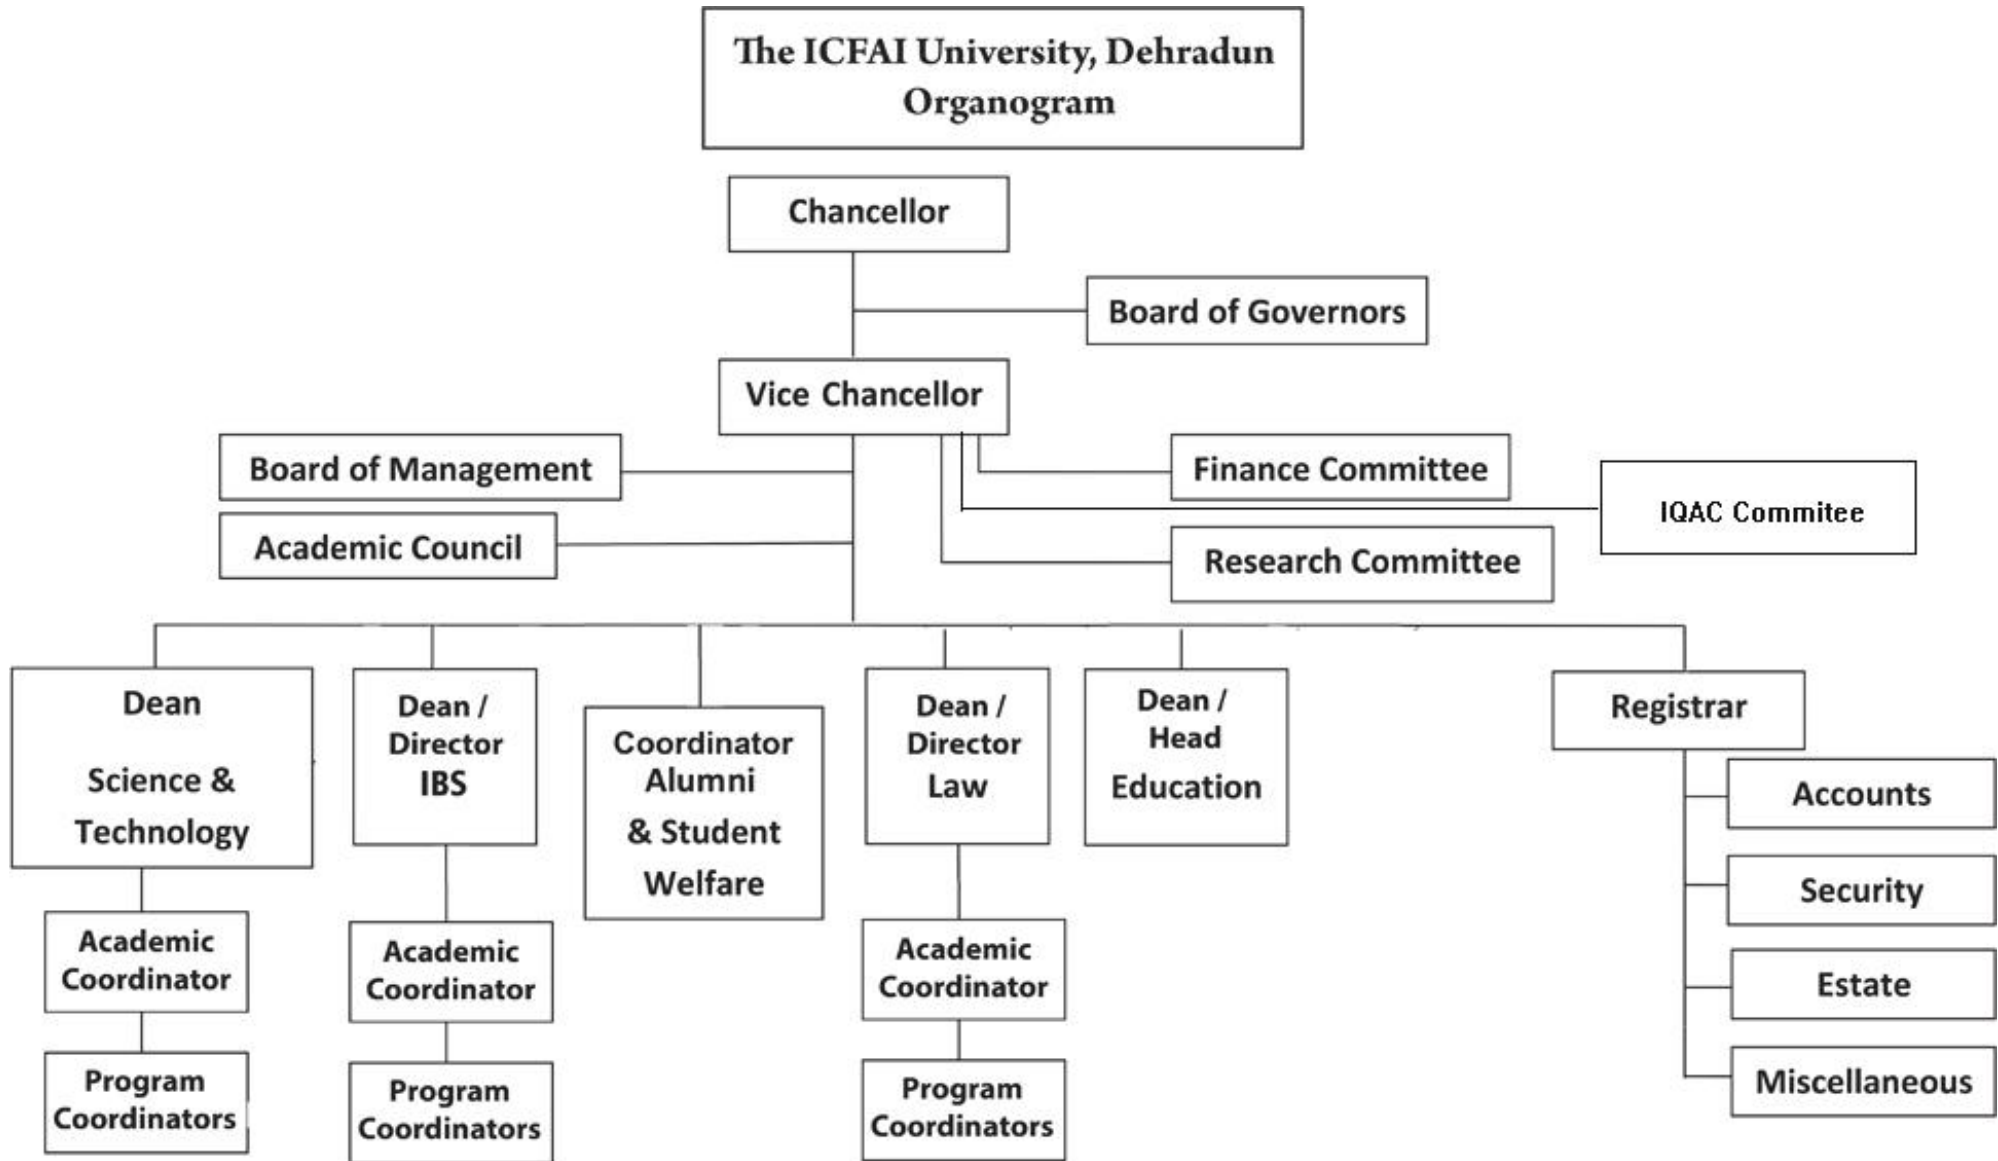 The ICFAI University, Dehradun
Organogram
Chancellor
Board of Governors
Vice Chancellor
Board of Management
Finance Committee
IQAC Commitee
Academic Council
Research Committee
Dean
Science &
Technology
Dean /
Director
IBS
Coordinator
Alumni
& Student
Welfare
Dean /
Director
Law
Dean /
Head
Education
Registrar
Accounts
Security
Estate
Miscellaneous
Academic
Coordinator
Academic
Coordinator
Academic
Coordinator
Program
Coordinators
Program
Coordinators
Program
Coordinators